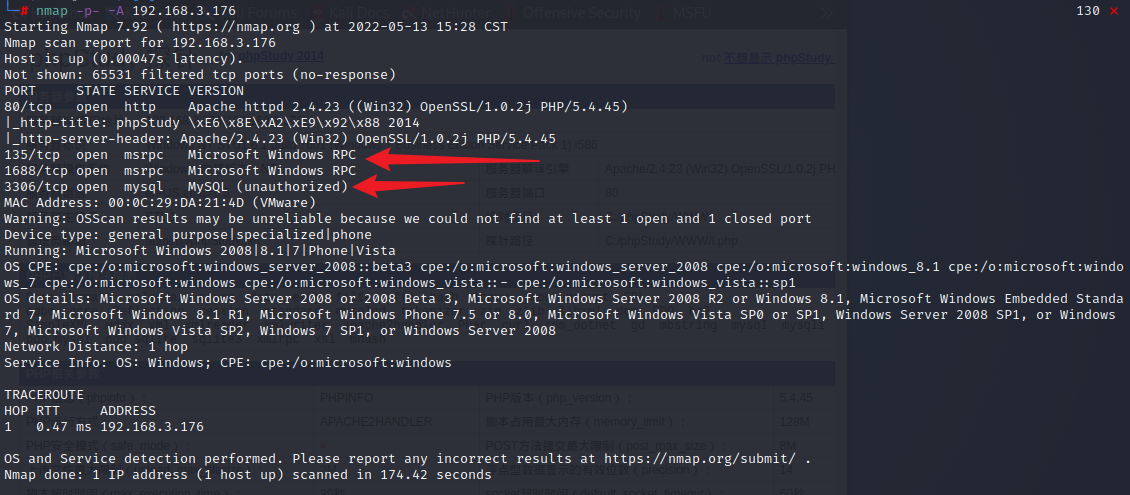 # nmap -p- -A 192.168.3.176 130 ×
Starting Nmap 7.92 ( https://nmap.org ) at 2022-05-13 15:28 CST
Nmap scan report for 192.168.3.176
Host is up (0.00047s latency).
Not shown: 65531 filtered tcp ports (no-response)
PORT     STATE SERVICE VERSION
80/tcp   open  http    Apache httpd 2.4.23 ((Win32) OpenSSL/1.0.2j PHP/5.4.45)
|_http-title: phpStudy \xE6\x8E\xA2\xE9\x92\x88 2014
|_http-server-header: Apache/2.4.23 (Win32) OpenSSL/1.0.2j PHP/5.4.45
135/tcp  open  msrpc   Microsoft Windows RPC
1688/tcp open  msrpc   Microsoft Windows RPC
3306/tcp open  mysql   MySQL (unauthorized)
MAC Address: 00:0C:29:DA:21:4D (VMware)
Warning: OSScan results may be unreliable because we could not find at least 1 open and 1 closed port
Device type: general purpose|specialized|phone
Running: Microsoft Windows 2008|8.1|7|Phone|Vista
OS CPE: cpe:/o:microsoft:windows_server_2008::beta3 cpe:/o:microsoft:windows_server_2008 cpe:/o:microsoft:windows_8.1 cpe:/o:microsoft:windo
ws_7 cpe:/o:microsoft:windows cpe:/o:microsoft:windows_vista::- cpe:/o:microsoft:windows_vista::sp1
OS details: Microsoft Windows Server 2008 or 2008 Beta 3, Microsoft Windows Server 2008 R2 or Windows 8.1, Microsoft Windows Embedded Standa
rd 7, Microsoft Windows 8.1 R1, Microsoft Windows Phone 7.5 or 8.0, Microsoft Windows Vista SP0 or SP1, Windows Server 2008 SP1, or Windows
7, Microsoft Windows Vista SP2, Windows 7 SP1, or Windows Server 2008
Network Distance: 1 hop
Service Info: OS: Windows; CPE: cpe:/o:microsoft:windows
TRACEROUTE
HOP RTT     ADDRESS
1   0.47 ms 192.168.3.176
OS and Service detection performed. Please report any incorrect results at https://nmap.org/submit/ .
Nmap done: 1 IP address (1 host up) scanned in 174.42 seconds